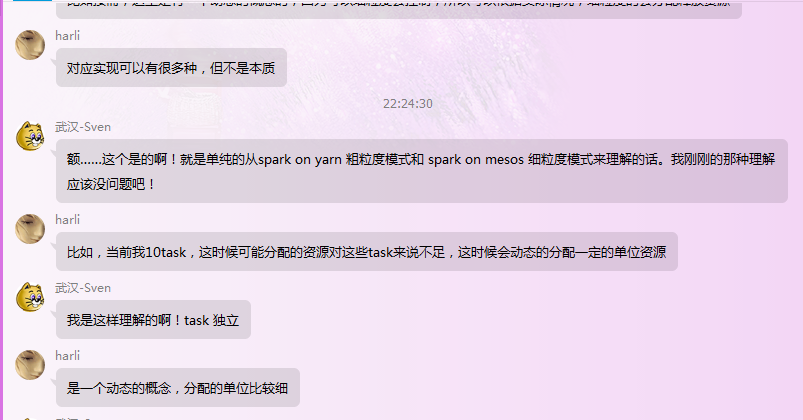 harli
对应实现可以有很多种，但不是本质
22:24:30
武汉-Sven
额......这个是的啊！就是单纯的从spark on yarn 粗粒度模式和 spark on mesos 细粒度模式来理解的话。我刚刚的那种理解
应该没问题吧！
harli
比如，当前我10task，这时候可能分配的资源对这些task来说不足，这时候会动态的分配一定的单位资源
武汉-Sven
我是这样理解的啊！task 独立
harli
是一个动态的概念，分配的单位比较细